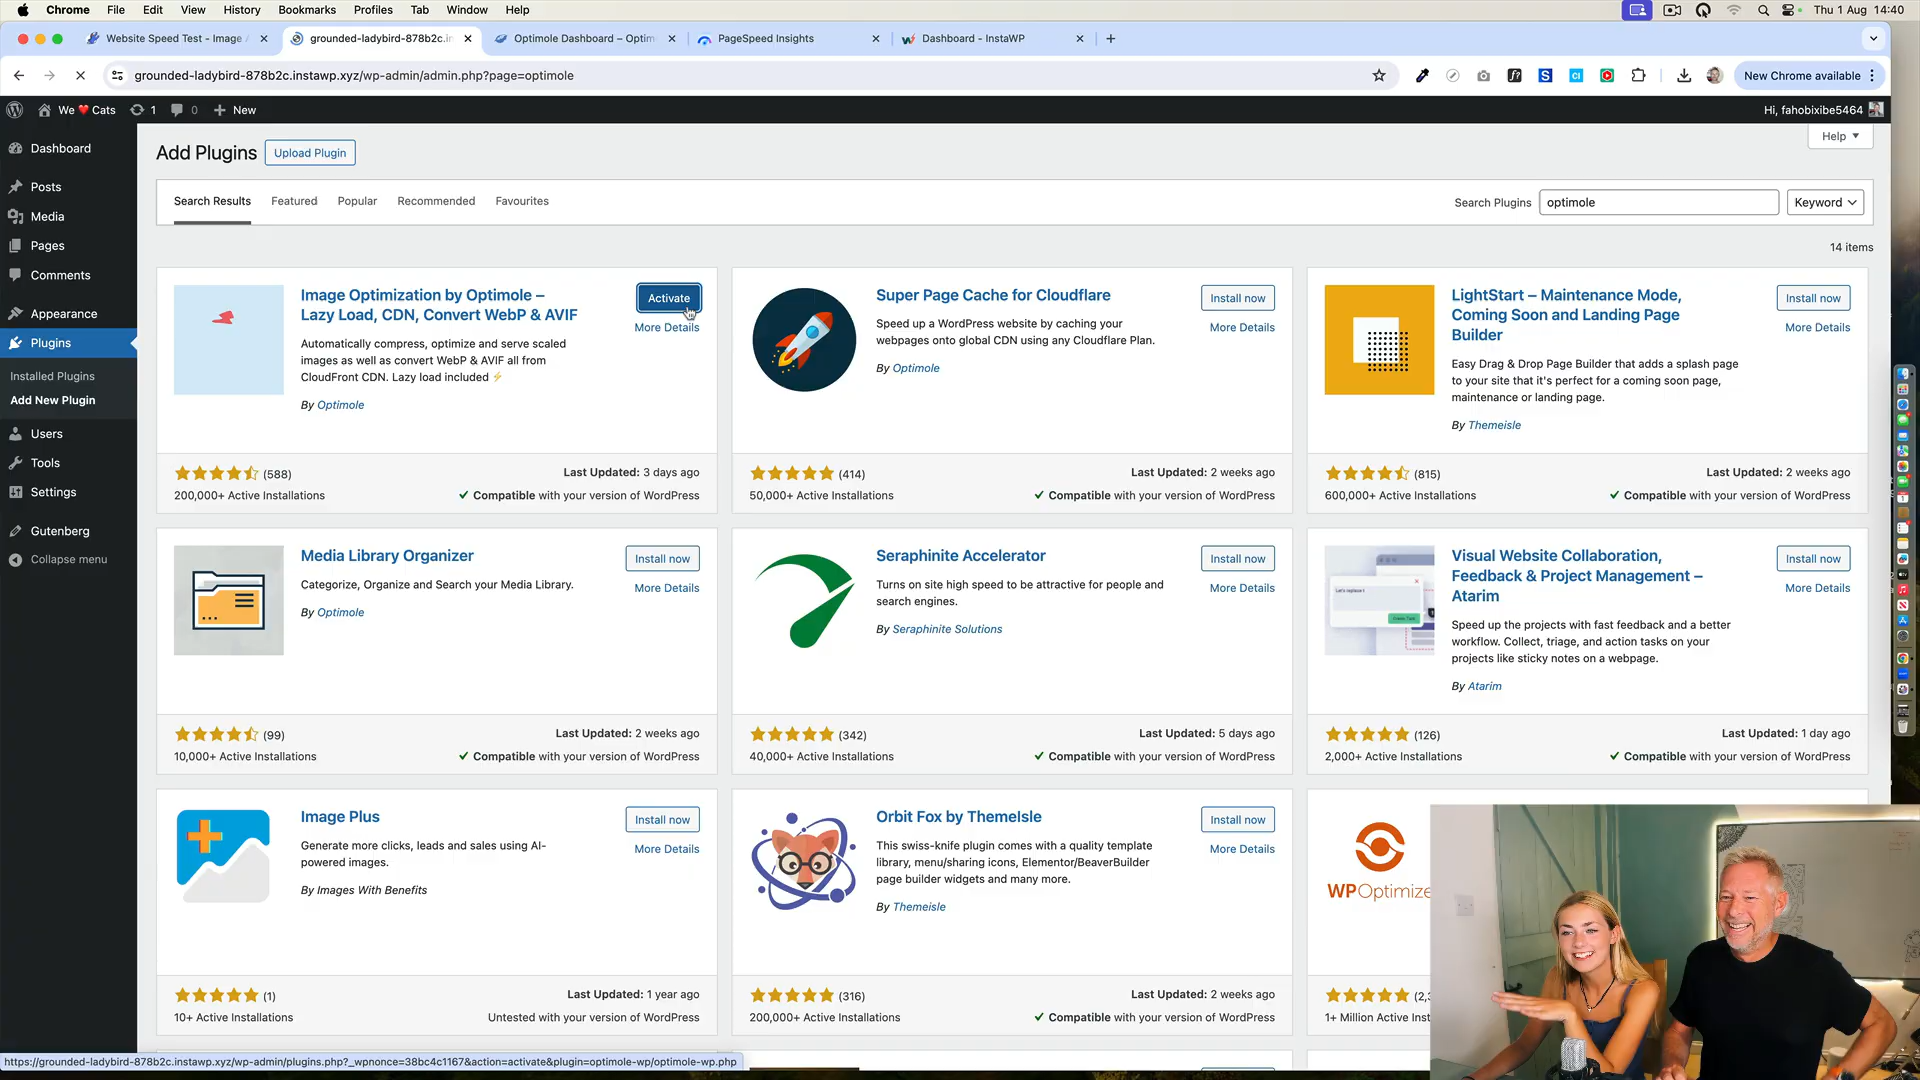 Chrome File Edit View History Bookmarks Profiles Tab Window Help Thu 1 Aug 14:40
Website Speed Test - Image grounded-ladybird-878b2c.in Optimole Dashboard – Optim PageSpeed Insights Dashboard - InstaWP
grounded-ladybird-878b2c.instawp.xyz/wp-admin/admin.php?page=optimole New Chrome available
We ❤ Cats 1 0 New Hi, fahobixibe5464
Help
Dashboard
Posts
Media
Pages
Comments
Appearance
Plugins
Installed Plugins
Add New Plugin
Users
Tools
Settings
Gutenberg
Collapse menu
Add Plugins Upload Plugin
Search Results Featured Popular Recommended Favourites Search Plugins optimole Keyword
14 items
Image Optimization by Optimole –
Lazy Load, CDN, Convert WebP & AVIF
Activate
More Details
Automatically compress, optimize and serve scaled
images as well as convert WebP & AVIF all from
CloudFront CDN. Lazy load included ⚡
By Optimole
(588) Last Updated: 3 days ago
200,000+ Active Installations ✔ Compatible with your version of WordPress
Super Page Cache for Cloudflare
Install now
More Details
Speed up a WordPress website by caching your
webpages onto global CDN using any Cloudflare Plan.
By Optimole
(414) Last Updated: 2 weeks ago
50,000+ Active Installations ✔ Compatible with your version of WordPress
LightStart – Maintenance Mode,
Coming Soon and Landing Page
Builder
Install now
More Details
Easy Drag & Drop Page Builder that adds a splash page
to your site that it's perfect for a coming soon page,
maintenance or landing page.
By Themeisle
(815) Last Updated: 2 weeks ago
600,000+ Active Installations ✔ Compatible with your version of WordPress
Media Library Organizer
Install now
More Details
Categorize, Organize and Search your Media Library.
By Optimole
(99) Last Updated: 2 weeks ago
10,000+ Active Installations ✔ Compatible with your version of WordPress
Seraphinite Accelerator
Install now
More Details
Turns on site high speed to be attractive for people and
search engines.
By Seraphinite Solutions
(342) Last Updated: 5 days ago
40,000+ Active Installations ✔ Compatible with your version of WordPress
Visual Website Collaboration,
Feedback & Project Management –
Atarim
Install now
More Details
Speed up the projects with fast feedback and a better
workflow. Collect, triage, and action tasks on your
projects like sticky notes on a webpage.
By Atarim
(126) Last Updated: 1 day ago
2,000+ Active Installations ✔ Compatible with your version of WordPress
Image Plus
Install now
More Details
Generate more clicks, leads and sales using AI-
powered images.
By Images With Benefits
(1) Last Updated: 1 year ago
10+ Active Installations Untested with your version of WordPress
Orbit Fox by ThemeIsle
Install now
More Details
This swiss-knife plugin comes with a quality template
library, menu/sharing icons, Elementor/BeaverBuilder
page builder widgets and many more.
By Themeisle
(316) Last Updated: 2 weeks ago
200,000+ Active Installations ✔ Compatible with your version of WordPress
WPOptimize
(2,3
1+ Million Active Inst
https://grounded-ladybird-878b2c.instawp.xyz/wp-admin/plugins.php?_wpnonce=38bc4c1167&action=activate&plugin=optimole-wp/optimole-wp.php